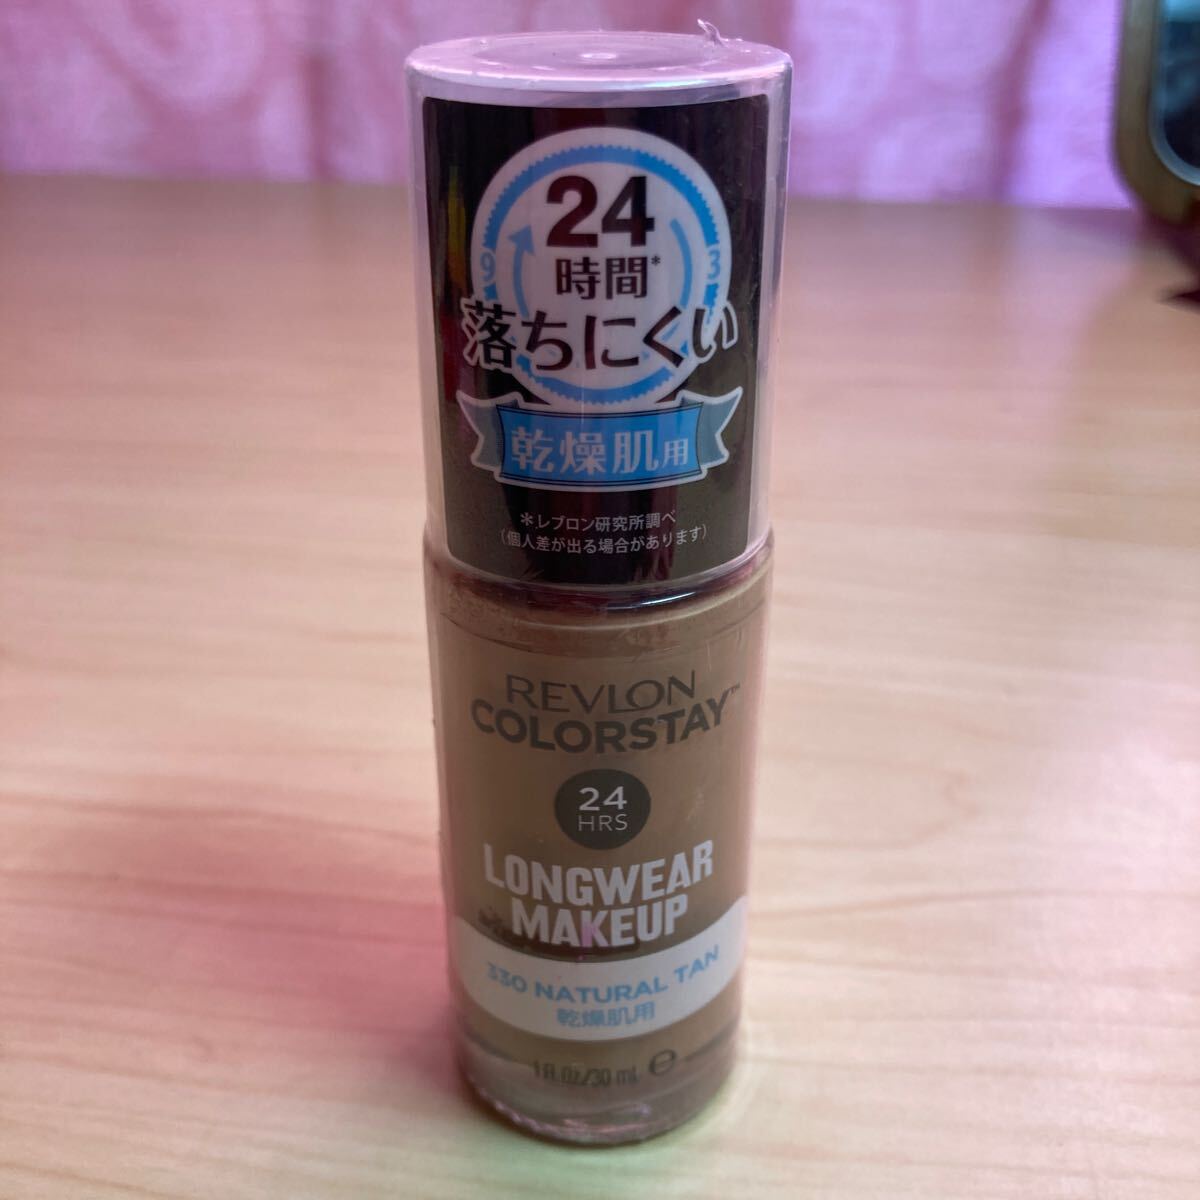 24
時間*
9
3
落ちにくい
乾燥肌用
＊レブロン研究所調べ
（個人差が出る場合があります）
REVLON
COLORSTAY™
24
HRS
LONGWEAR
MAKEUP
330 NATURAL TAN
乾燥肌用
1 fl Oz/30 mL ℮